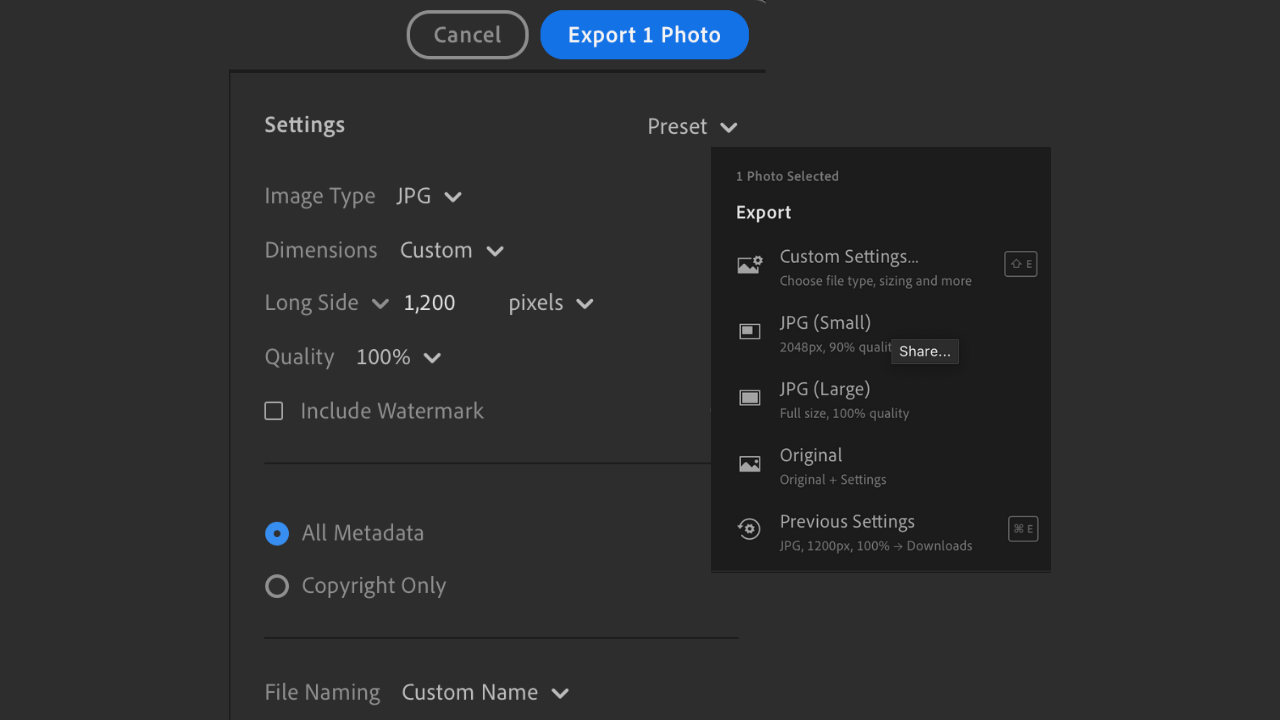 Cancel
Export 1 Photo
Settings
Preset
Image Type JPG
Dimensions Custom
Long Side 1,200 pixels
Quality 100%
Include Watermark
All Metadata
Copyright Only
File Naming Custom Name
1 Photo Selected
Export
Custom Settings...
⇧ E
Choose file type, sizing and more
JPG (Small)
2048px, 90%
Share...
JPG (Large)
Full size, 100% quality
Original
Original + Settings
Previous Settings
⌘ E
JPG, 1200px, 100% → Downloads